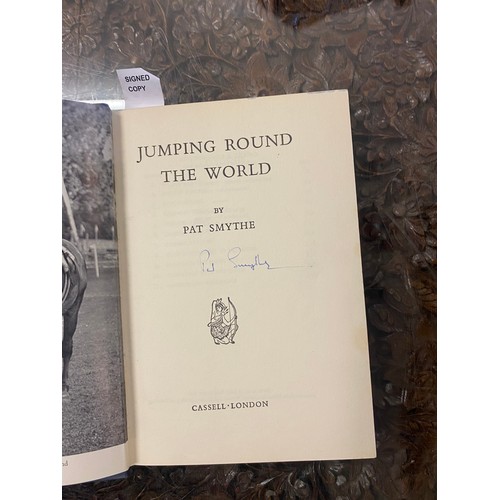 SIGNED
COPY
JUMPING ROUND
THE WORLD
BY
PAT SMYTHE
Pat Smythe
CASSELL·LONDON